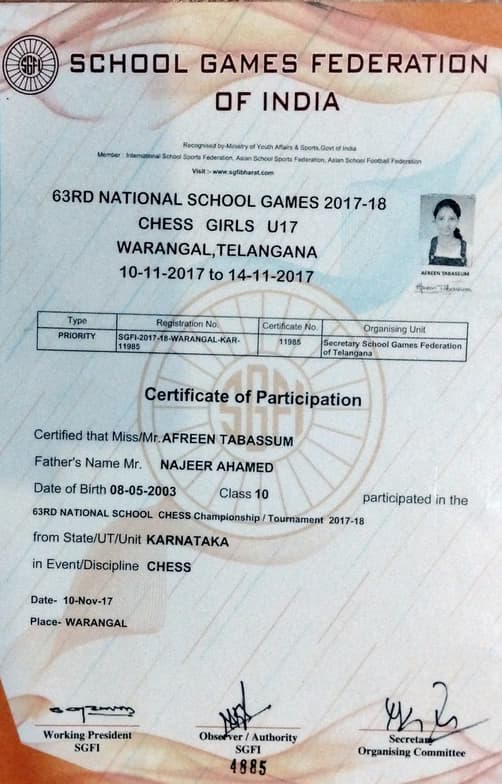 SGFI
SCHOOL GAMES FEDERATION
OF INDIA
Recognised by-Ministry of Youth Affairs & Sports,Govt of India
Member : International School Sports Federation, Asian School Sports Federation, Asian School Football Federation
Visit :- www.sgfibharat.com
63RD NATIONAL SCHOOL GAMES 2017-18
CHESS GIRLS U17
WARANGAL,TELANGANA
10-11-2017 to 14-11-2017
AFREEN TABASSUM
Afreen Tabassum
Type Registration No. Certificate No. Organising Unit
PRIORITY SGFI-2017-18-WARANGAL-KAR-11985 11985 Secretary School Games Federation of Telangana
SGFI
Certificate of Participation
Certified that Miss/Mr.AFREEN TABASSUM
Father's Name Mr. NAJEER AHAMED
Date of Birth 08-05-2003 Class 10 participated in the
63RD NATIONAL SCHOOL CHESS Championship / Tournament 2017-18
from State/UT/Unit KARNATAKA
in Event/Discipline CHESS
Date- 10-Nov-17
Place- WARANGAL
Working President
SGFI
Observer / Authority
SGFI
4885
Secretary
Organising Committee